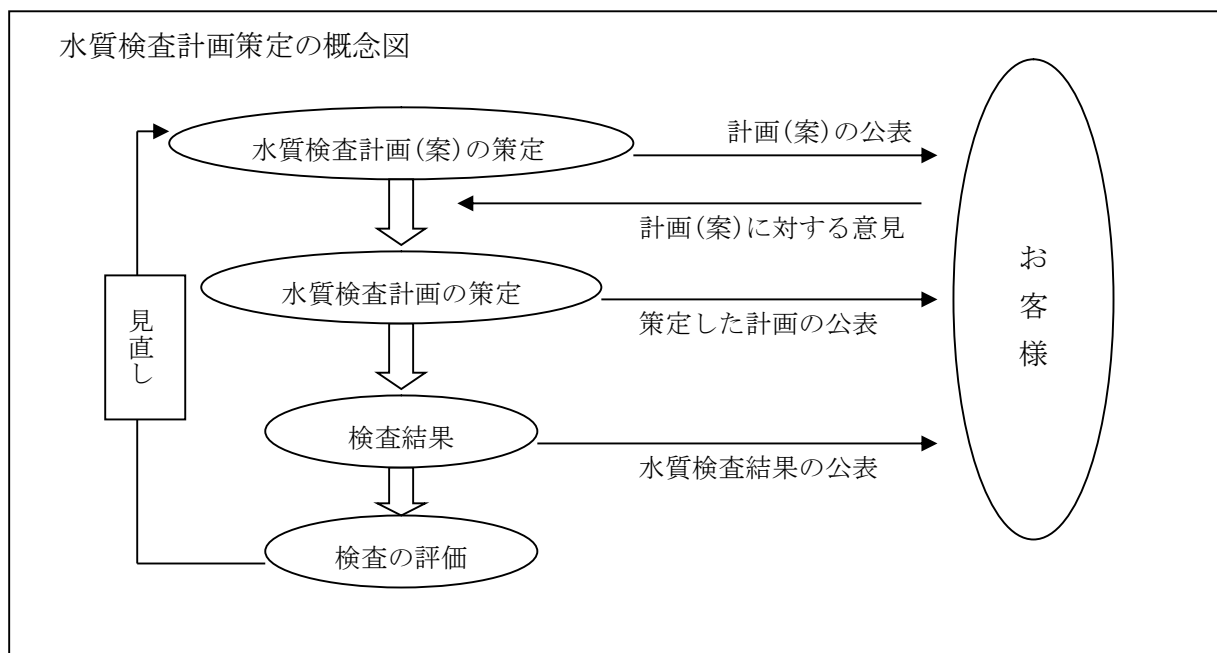 水質検査計画策定の概念図
水質検査計画(案)の策定
計画(案)の公表
計画(案)に対する意見
水質検査計画の策定
策定した計画の公表
検査結果
水質検査結果の公表
検査の評価
見直し
お客様